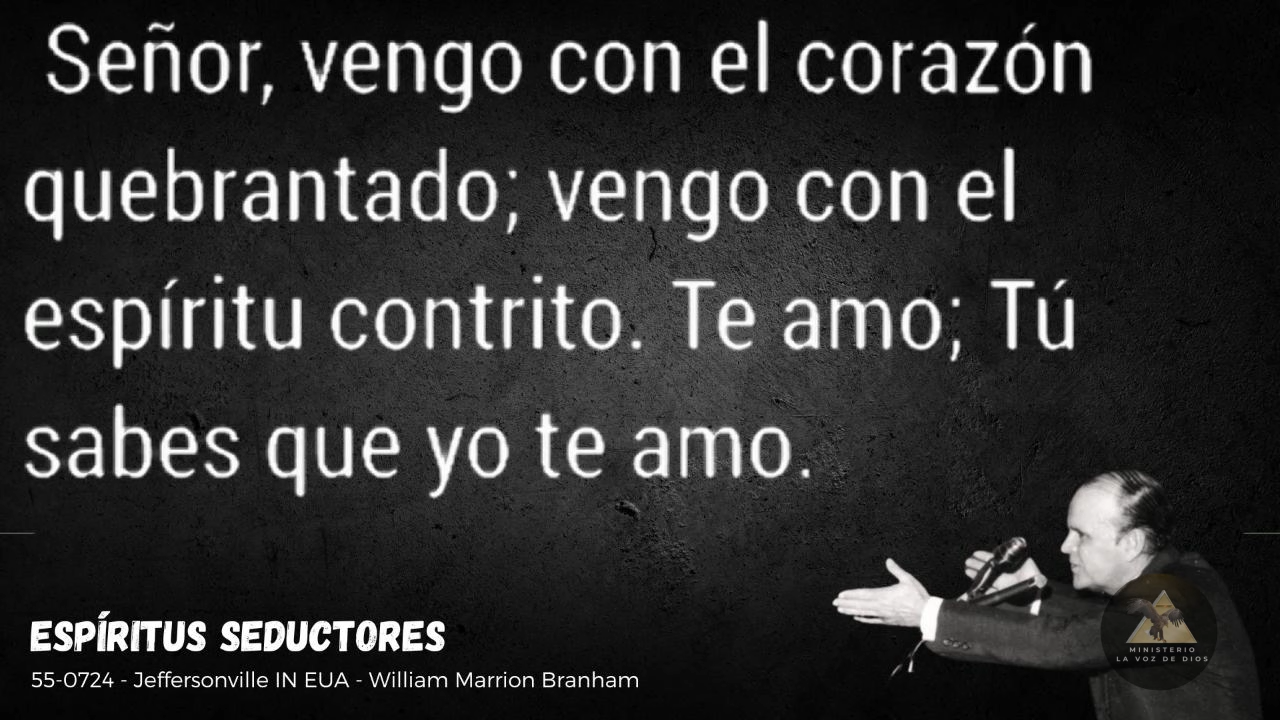 Señor, vengo con el corazón
quebrantado; vengo con el
espíritu contrito. Te amo; Tú
sabes que yo te amo.
ESPÍRITUS SEDUCTORES
55-0724 - Jeffersonville IN EUA - William Marrion Branham
MINISTERIO
LA VOZ DE DIOS